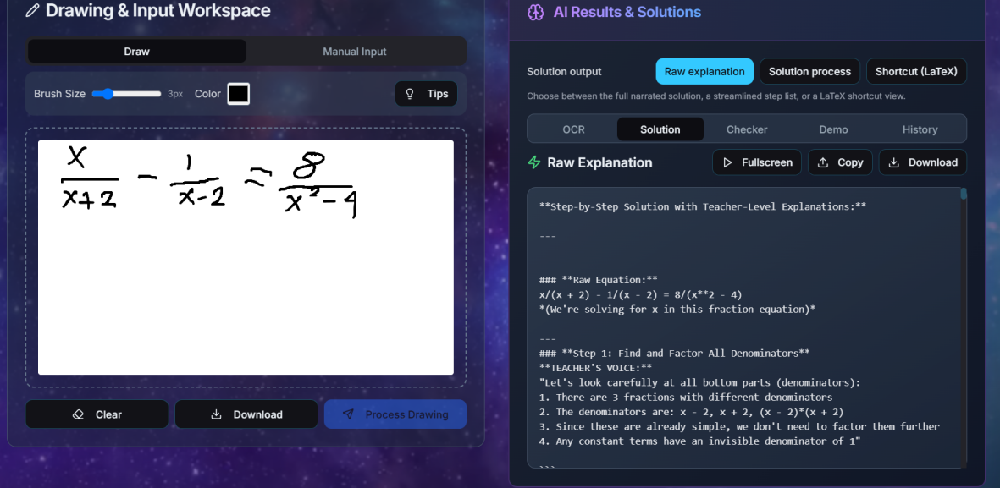 Drawing & Input Workspace
Draw
Manual Input
Brush Size
3px
Color
Tips
x/(x+2) - 1/(x-2) = 8/(x²-4)
Clear
Download
Process Drawing
AI Results & Solutions
Solution output
Raw explanation
Solution process
Shortcut (LaTeX)
Choose between the full narrated solution, a streamlined step list, or a LaTeX shortcut view.
OCR
Solution
Checker
Demo
History
Raw Explanation
Fullscreen
Copy
Download
**Step-by-Step Solution with Teacher-Level Explanations:**
---
---
### **Raw Equation:**
x/(x + 2) - 1/(x - 2) = 8/(x**2 - 4)
*(We're solving for x in this fraction equation)*
---
### **Step 1: Find and Factor All Denominators**
**TEACHER'S VOICE:**
"Let's look carefully at all bottom parts (denominators):
1. There are 3 fractions with different denominators
2. The denominators are: x - 2, x + 2, (x - 2)*(x + 2)
3. Since these are already simple, we don't need to factor them further
4. Any constant terms have an invisible denominator of 1"
```